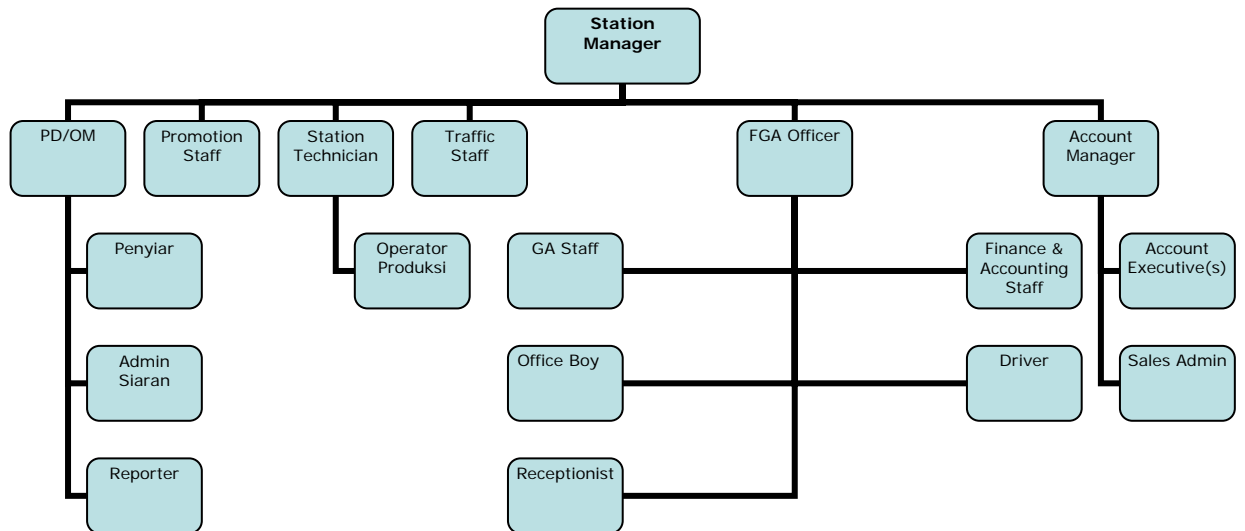 Station
Manager
PD/OM
Promotion
Staff
Station
Technician
Traffic
Staff
FGA Officer
Account
Manager
Penyiar
Operator
Produksi
GA Staff
Finance &
Accounting
Staff
Account
Executive(s)
Admin
Siaran
Office Boy
Driver
Sales Admin
Reporter
Receptionist